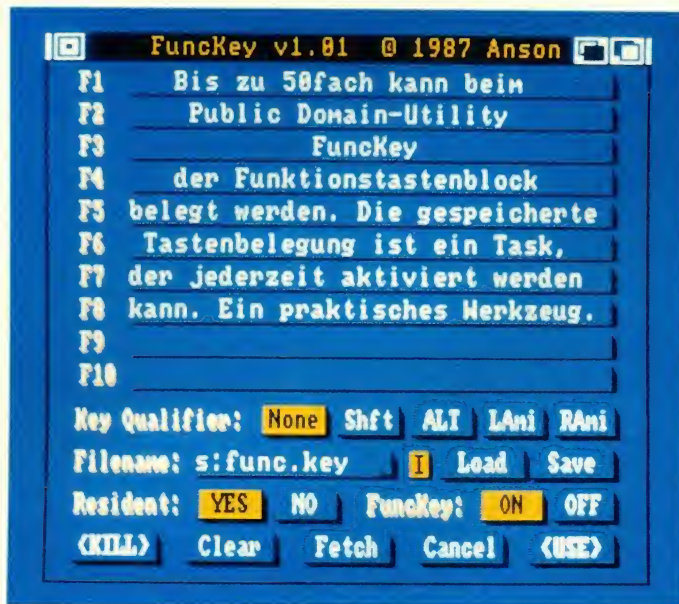 FuncKey v1.01 © 1987 Anson
F1 Bis zu 50fach kann beim
F2 Public Domain-Utility
F3 FuncKey
F4 der Funktionstastenblock
F5 belegt werden. Die gespeicherte
F6 Tastenbelegung ist ein Task,
F7 der jederzeit aktiviert werden
F8 kann. Ein praktisches Werkzeug.
F9
F10
Key Qualifier: None Shft ALT LAmi RAmi
Filename: s:func.key I Load Save
Resident: YES NO FuncKey: ON OFF
<KILL> Clear Fetch Cancel <USE>